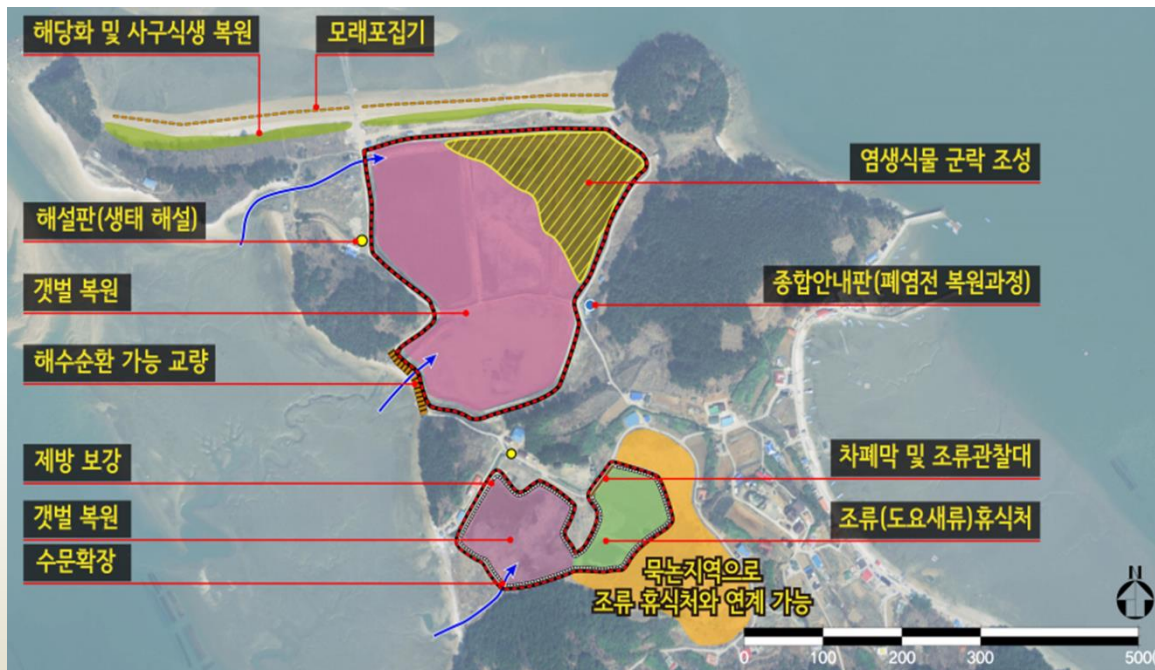 해당화 및 사구식생 복원
모래포집기
염생식물 군락 조성
해설판(생태 해설)
갯벌 복원
종합안내판(폐염전 복원과정)
해수순환 가능 교량
제방 보강
차폐막 및 조류관찰대
갯벌 복원
조류(도요새류)휴식처
수문확장
묵논지역으로
조류 휴식처와 연계 가능
N
0 100 200 300 5000